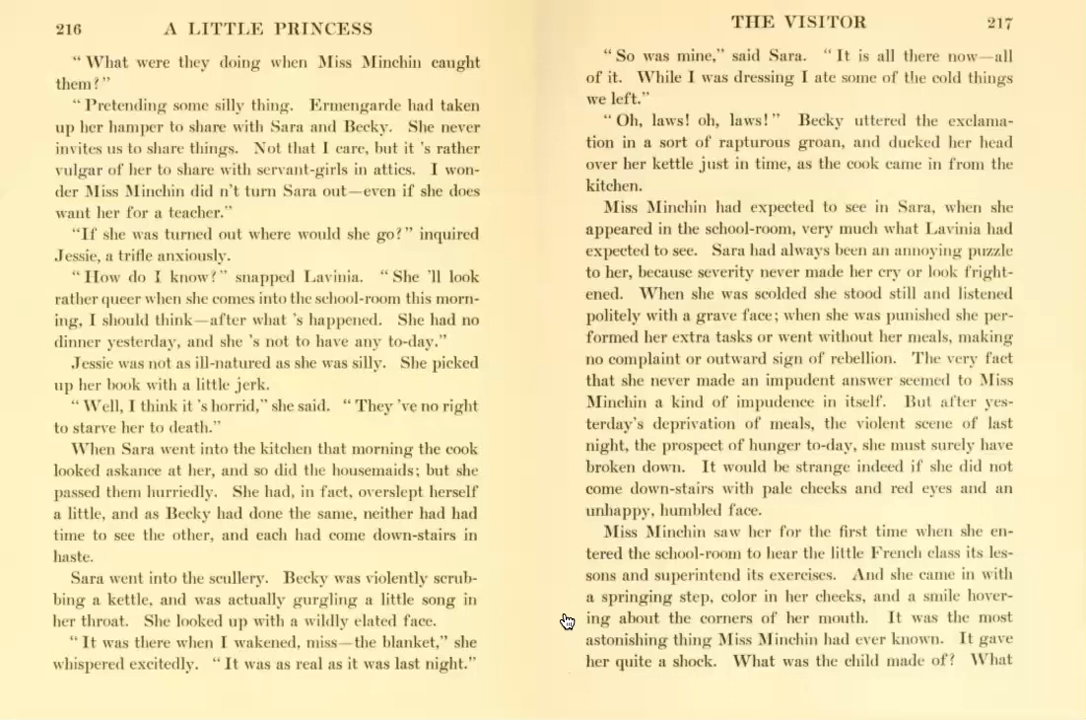 216 A LITTLE PRINCESS
“ What were they doing when Miss Minchin caught
them? ”
“ Pretending some silly thing. Ermengarde had taken
up her hamper to share with Sara and Becky. She never
invites us to share things. Not that I care, but it ’s rather
vulgar of her to share with servant-girls in attics. I won-
der Miss Minchin did n’t turn Sara out—even if she does
want her for a teacher.”
“If she was turned out where would she go? ” inquired
Jessie, a trifle anxiously.
“ How do I know? ” snapped Lavinia. “ She ’ll look
rather queer when she comes into the school-room this morn-
ing, I should think—after what ’s happened. She had no
dinner yesterday, and she ’s not to have any to-day.”
Jessie was not as ill-natured as she was silly. She picked
up her book with a little jerk.
“ Well, I think it ’s horrid,” she said. “ They ’ve no right
to starve her to death.”
When Sara went into the kitchen that morning the cook
looked askance at her, and so did the housemaids; but she
passed them hurriedly. She had, in fact, overslept herself
a little, and as Becky had done the same, neither had had
time to see the other, and each had come down-stairs in
haste.
Sara went into the scullery. Becky was violently scrub-
bing a kettle, and was actually gurgling a little song in
her throat. She looked up with a wildly elated face.
“ It was there when I wakened, miss—the blanket,” she
whispered excitedly. “ It was as real as it was last night.”
THE VISITOR 217
“ So was mine,” said Sara. “ It is all there now—all
of it. While I was dressing I ate some of the cold things
we left.”
“ Oh, laws! oh, laws! ” Becky uttered the exclama-
tion in a sort of rapturous groan, and ducked her head
over her kettle just in time, as the cook came in from the
kitchen.
Miss Minchin had expected to see in Sara, when she
appeared in the school-room, very much what Lavinia had
expected to see. Sara had always been an annoying puzzle
to her, because severity never made her cry or look fright-
ened. When she was scolded she stood still and listened
politely with a grave face; when she was punished she per-
formed her extra tasks or went without her meals, making
no complaint or outward sign of rebellion. The very fact
that she never made an impudent answer seemed to Miss
Minchin a kind of impudence in itself. But after yes-
terday’s deprivation of meals, the violent scene of last
night, the prospect of hunger to-day, she must surely have
broken down. It would be strange indeed if she did not
come down-stairs with pale cheeks and red eyes and an
unhappy, humbled face.
Miss Minchin saw her for the first time when she en-
tered the school-room to hear the little French class its les-
sons and superintend its exercises. And she came in with
a springing step, color in her cheeks, and a smile hover-
ing about the corners of her mouth. It was the most
astonishing thing Miss Minchin had ever known. It gave
her quite a shock. What was the child made of? What